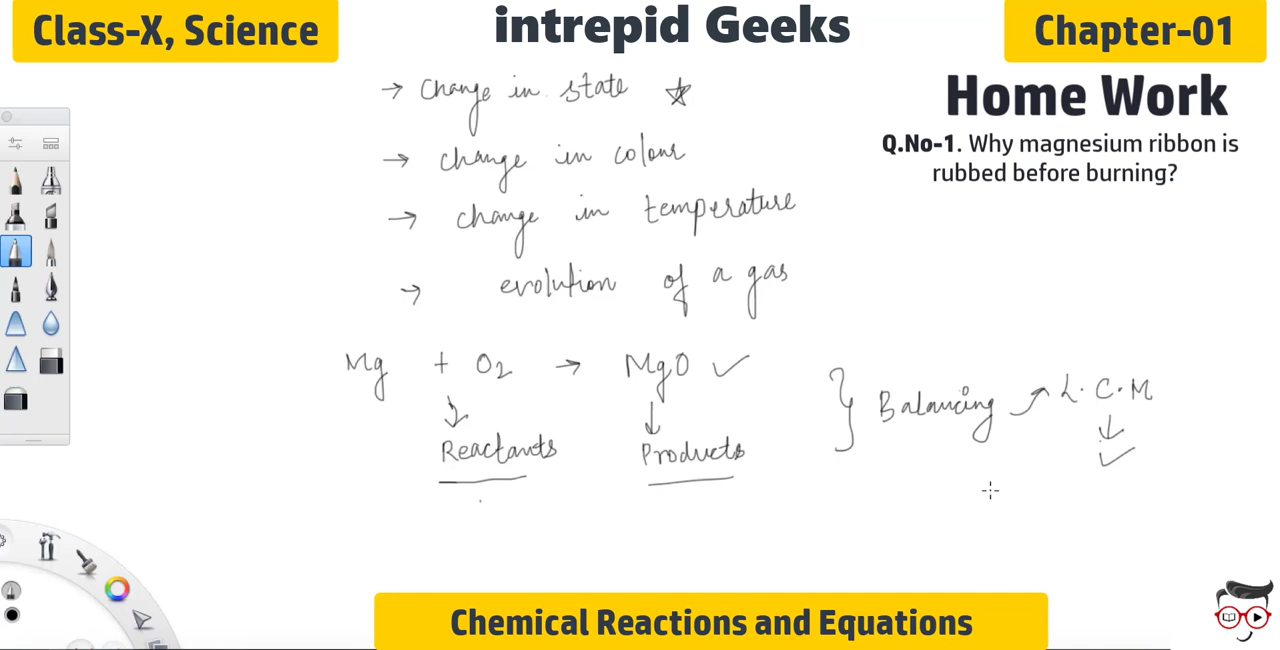 Class-X, Science
intrepid Geeks
Chapter-01
Home Work
Q.No-1. Why magnesium ribbon is
rubbed before burning?
→ Change in state ☆
→ change in colour
→ change in temperature
→ evolution of a gas
Mg + O₂ → MgO ✓
↓ ↓
Reactants Products
} Balancing → L.C.M
↓
✓
Chemical Reactions and Equations